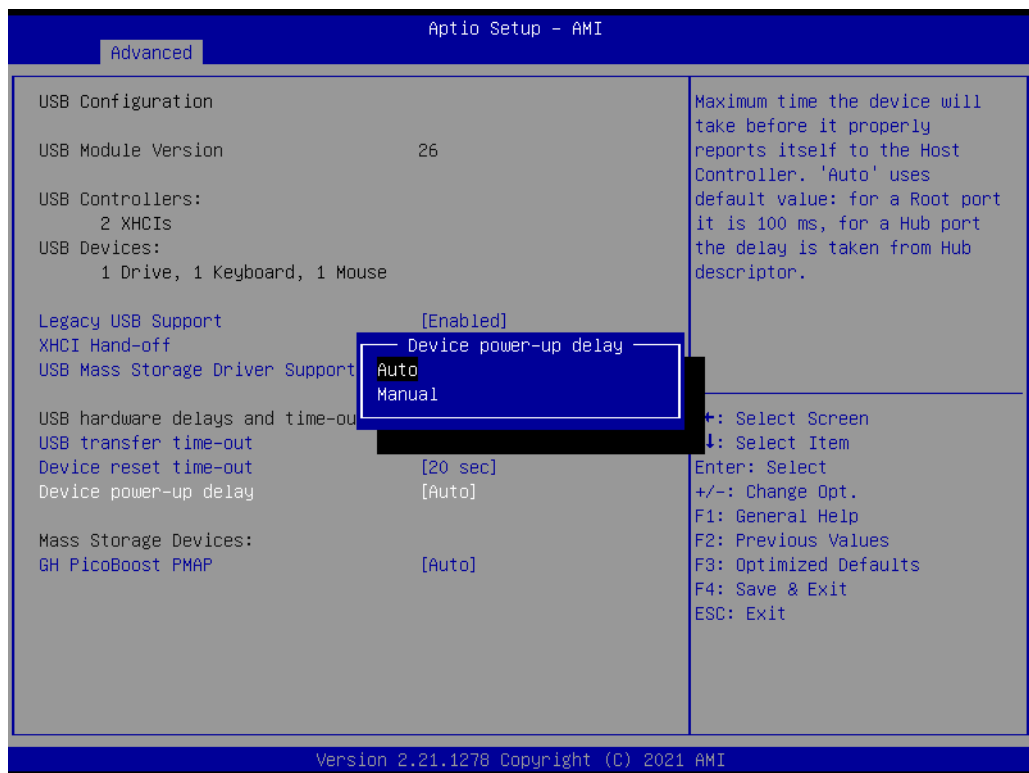 Aptio Setup – AMI
Advanced
USB Configuration
USB Module Version 26
USB Controllers:
2 XHCIs
USB Devices:
1 Drive, 1 Keyboard, 1 Mouse
Legacy USB Support [Enabled]
XHCI Hand-off
USB Mass Storage Driver Support
USB hardware delays and time-ou
USB transfer time-out
Device reset time-out [20 sec]
Device power-up delay [Auto]
Mass Storage Devices:
GH PicoBoost PMAP [Auto]
Device power-up delay
Auto
Manual
Maximum time the device will
take before it properly
reports itself to the Host
Controller. 'Auto' uses
default value: for a Root port
it is 100 ms, for a Hub port
the delay is taken from Hub
descriptor.
: Select Screen
: Select Item
Enter: Select
+/-: Change Opt.
F1: General Help
F2: Previous Values
F3: Optimized Defaults
F4: Save & Exit
ESC: Exit
Version 2.21.1278 Copyright (C) 2021 AMI